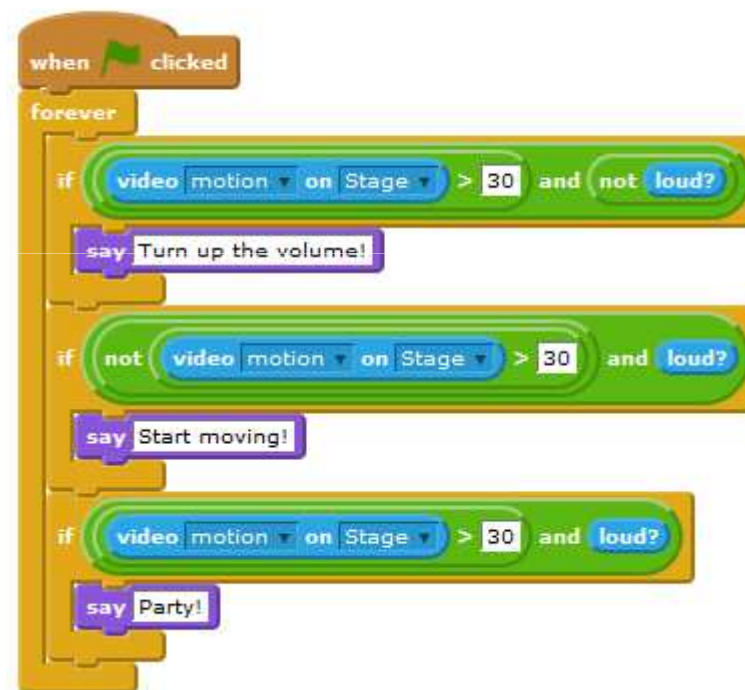 when clicked
forever
if video motion on Stage > 30 and not loud?
say Turn up the volume!
if not video motion on Stage > 30 and loud?
say Start moving!
if video motion on Stage > 30 and loud?
say Party!